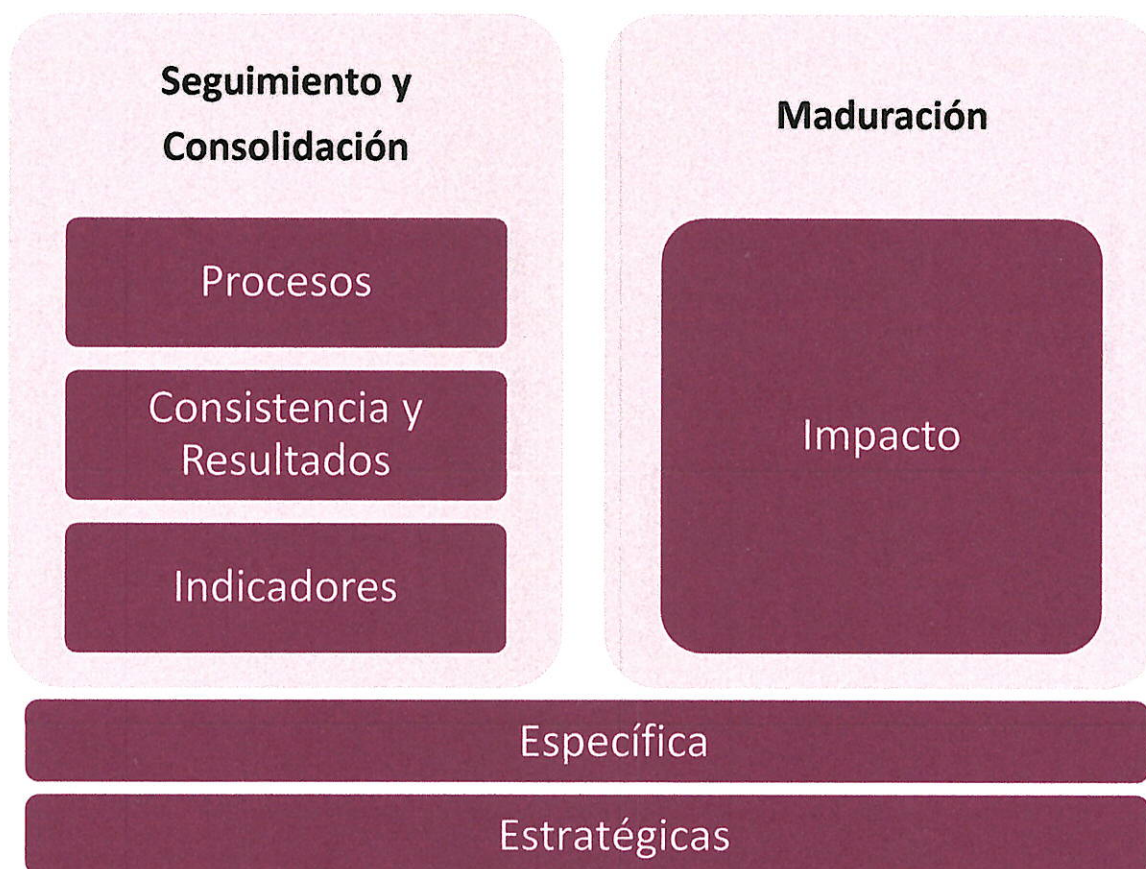 Seguimiento y
Consolidación
Procesos
Consistencia y
Resultados
Indicadores
Maduración
Impacto
Específica
Estratégicas